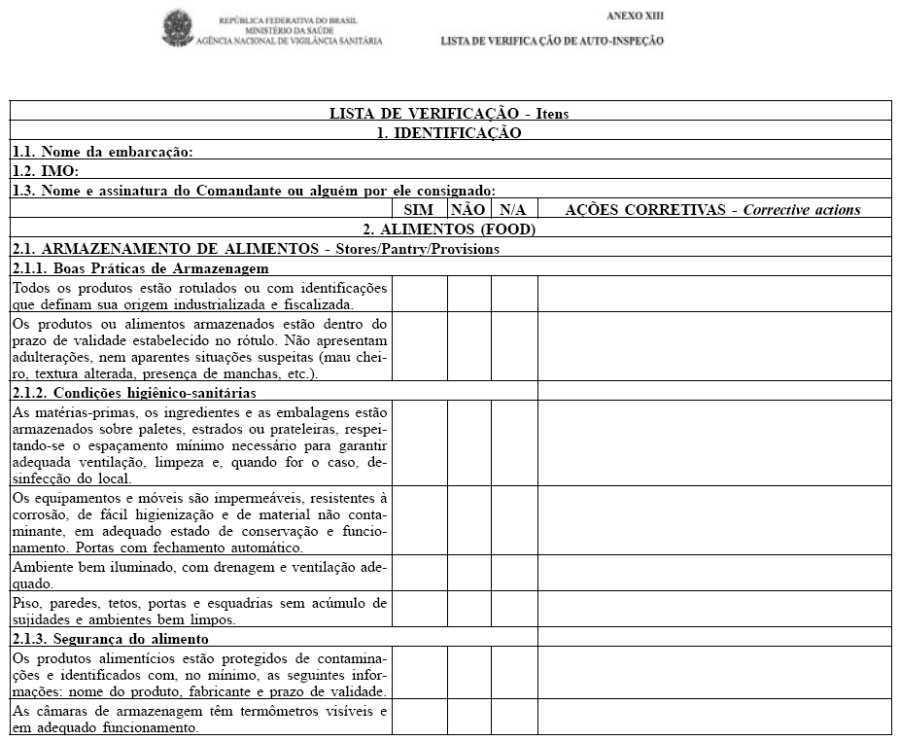 REPÚBLICA FEDERATIVA DO BRASIL
MINISTÉRIO DA SAÚDE
AGÊNCIA NACIONAL DE VIGILÂNCIA SANITÁRIA
ANEXO XIII
LISTA DE VERIFICA ÇÃO DE AUTO-INSPEÇÃO
LISTA DE VERIFICAÇÃO - Itens
1. IDENTIFICAÇÃO
1.1. Nome da embarcação:
1.2. IMO:
1.3. Nome e assinatura do Comandante ou alguém por ele consignado:
SIM NÃO N/A AÇÕES CORRETIVAS - Corrective actions
2. ALIMENTOS (FOOD)
2.1. ARMAZENAMENTO DE ALIMENTOS - Stores/Pantry/Provisions
2.1.1. Boas Práticas de Armazenagem
Todos os produtos estão rotulados ou com identificações
que definam sua origem industrializada e fiscalizada.
Os produtos ou alimentos armazenados estão dentro do
prazo de validade estabelecido no rótulo. Não apresentam
adulterações, nem aparentes situações suspeitas (mau chei-
ro, textura alterada, presença de manchas, etc.).
2.1.2. Condições higiênico-sanitárias
As matérias-primas, os ingredientes e as embalagens estão
armazenados sobre paletes, estrados ou prateleiras, respei-
tando-se o espaçamento mínimo necessário para garantir
adequada ventilação, limpeza e, quando for o caso, de-
sinfecção do local.
Os equipamentos e móveis são impermeáveis, resistentes à
corrosão, de fácil higienização e de material não conta-
minante, em adequado estado de conservação e funcio-
namento. Portas com fechamento automático.
Ambiente bem iluminado, com drenagem e ventilação ade-
quado.
Piso, paredes, tetos, portas e esquadrias sem acúmulo de
sujidades e ambientes bem limpos.
2.1.3. Segurança do alimento
Os produtos alimentícios estão protegidos de contamina-
ções e identificados com, no mínimo, as seguintes infor-
mações: nome do produto, fabricante e prazo de validade.
As câmaras de armazenagem têm termômetros visíveis e
em adequado funcionamento.